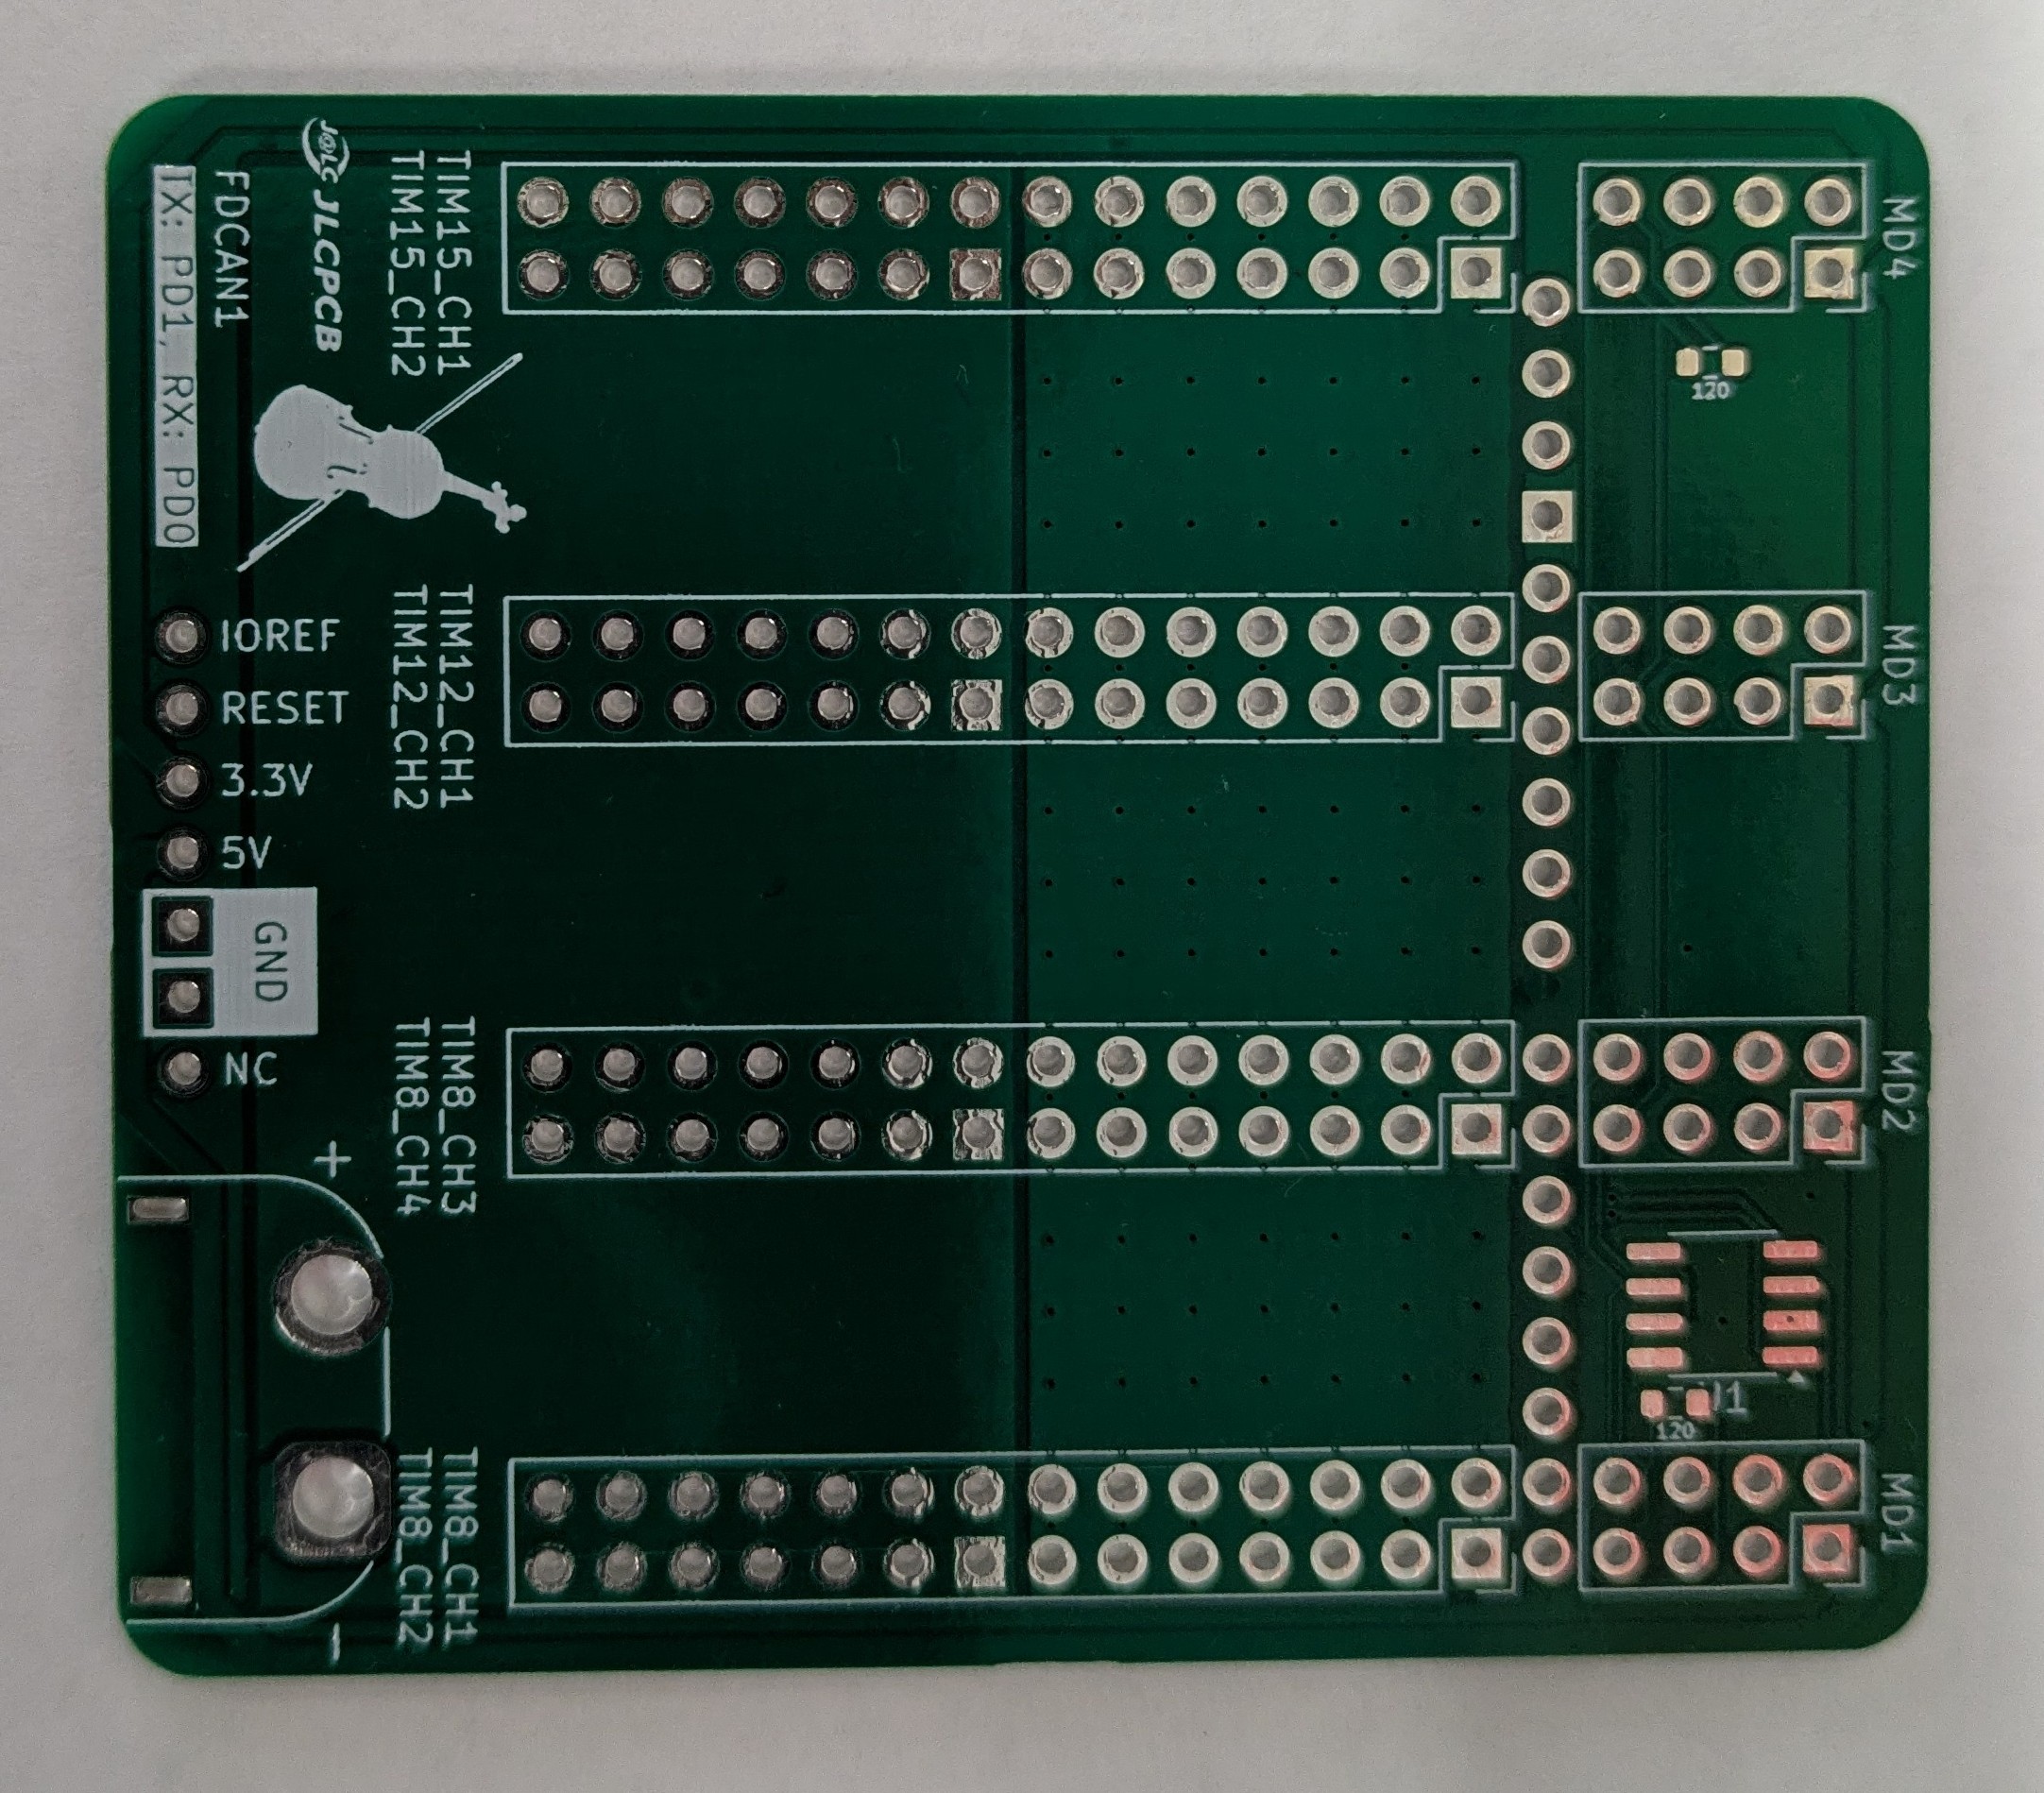 JLCPCB
FDCAN1
TX: PD1, RX: PD0
TIM15_CH1
TIM15_CH2
MD4
120
IOREF
RESET
3.3V
5V
GND
NC
TIM12_CH1
TIM12_CH2
MD3
TIM8_CH3
TIM8_CH4
MD2
+
-
TIM8_CH1
TIM8_CH2
120
MD1